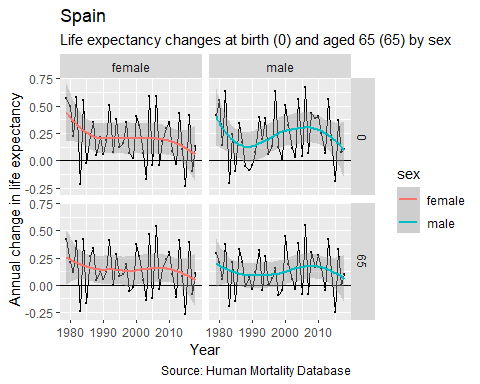 Spain
Life expectancy changes at birth (0) and aged 65 (65) by sex
female male
0.75
0.50
0.25
0.00
-0.25
0
0.75
0.50
0.25
0.00
-0.25
65
1980 1990 2000 2010 1980 1990 2000 2010
Annual change in life expectancy
Year
sex
female
male
Source: Human Mortality Database